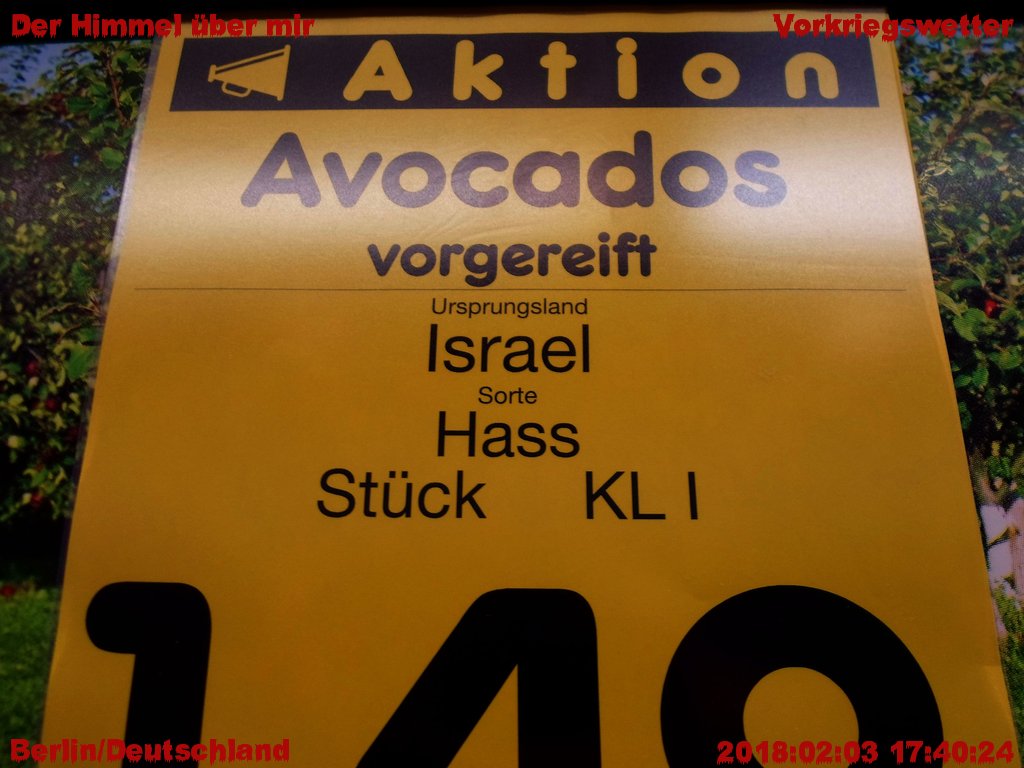 Der Himmel über mir
Vorkriegswetter
Aktion
Avocados
vorgereift
Ursprungsland
Israel
Sorte
Hass
Stück KL I
149
Berlin/Deutschland
2018:02:03 17:40:24